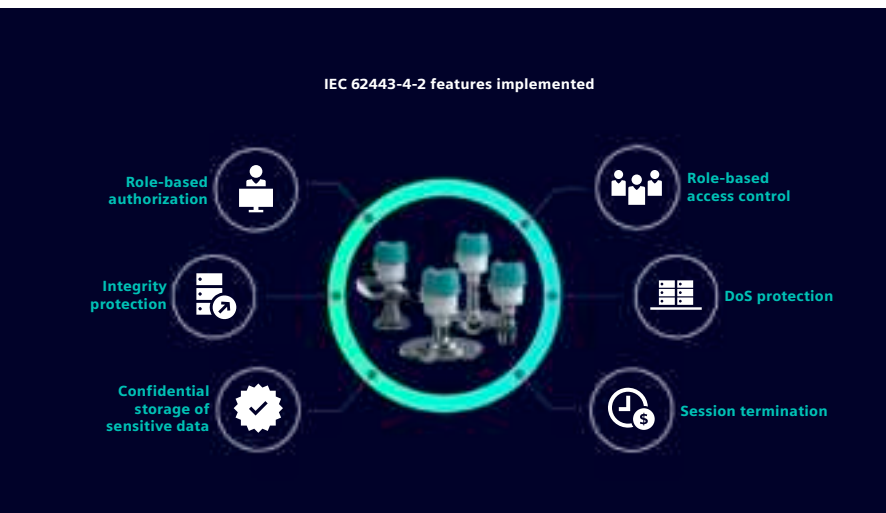 IEC 62443-4-2 features implemented
Role-based
authorization
Role-based
access control
Integrity
protection
DoS protection
Confidential
storage of
sensitive data
$
Session termination